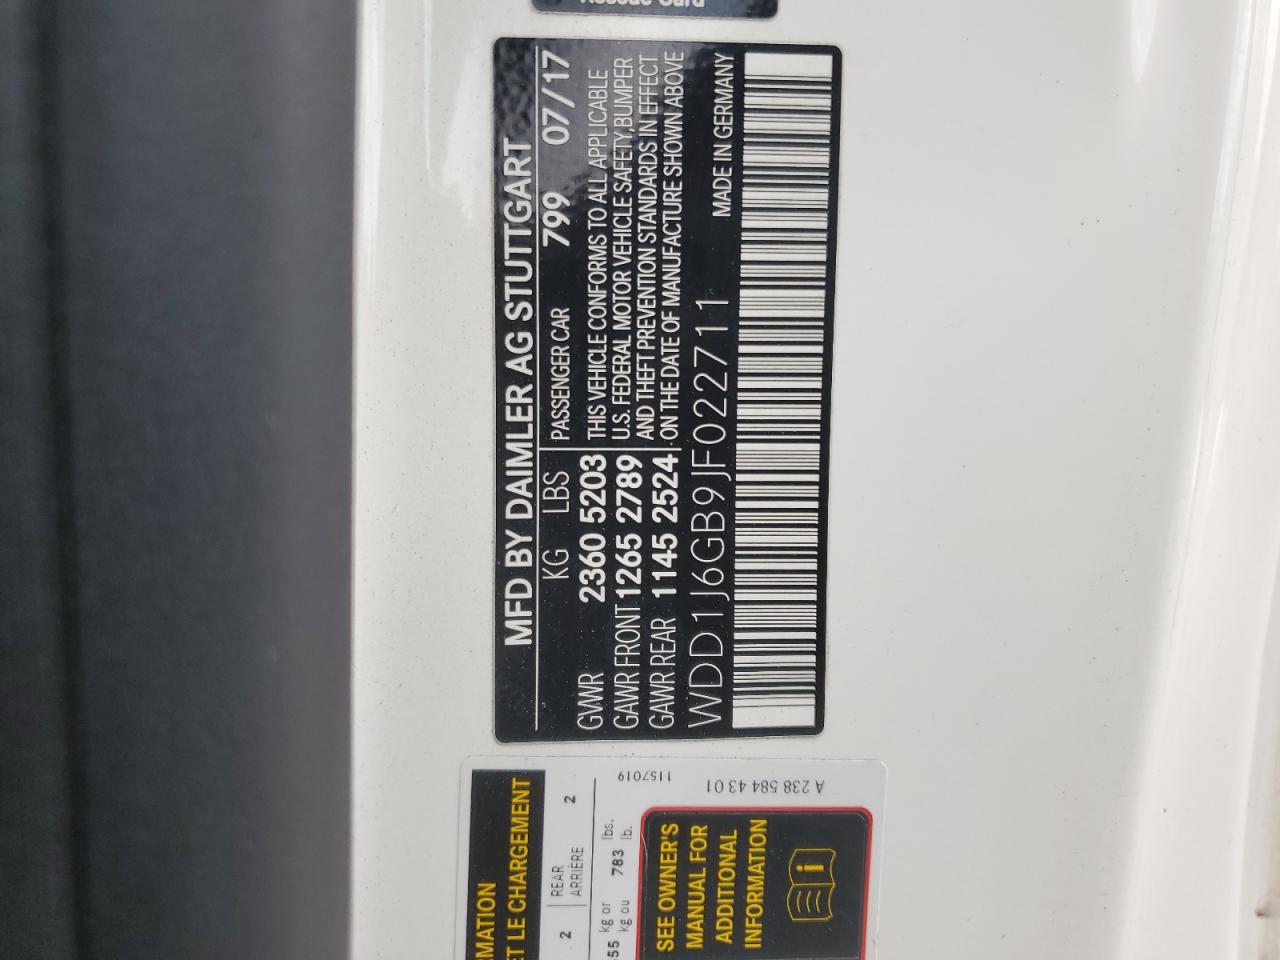 Rescue Card
MFD BY DAIMLER AG STUTTGART
KG LBS PASSENGER CAR 799 07/17
GVWR 2360 5203
GAWR FRONT 1265 2789
GAWR REAR 1145 2524
THIS VEHICLE CONFORMS TO ALL APPLICABLE
U.S. FEDERAL MOTOR VEHICLE SAFETY,BUMPER
AND THEFT PREVENTION STANDARDS IN EFFECT
ON THE DATE OF MANUFACTURE SHOWN ABOVE
WDD1J6GB9JF022711 MADE IN GERMANY
ET LE CHARGEMENT
2 REAR 2
ARRIÈRE
kg or lbs.
kg ou 783 lb.
SEE OWNER'S
MANUAL FOR
ADDITIONAL
INFORMATION
i
1157019
A 238 584 43 01